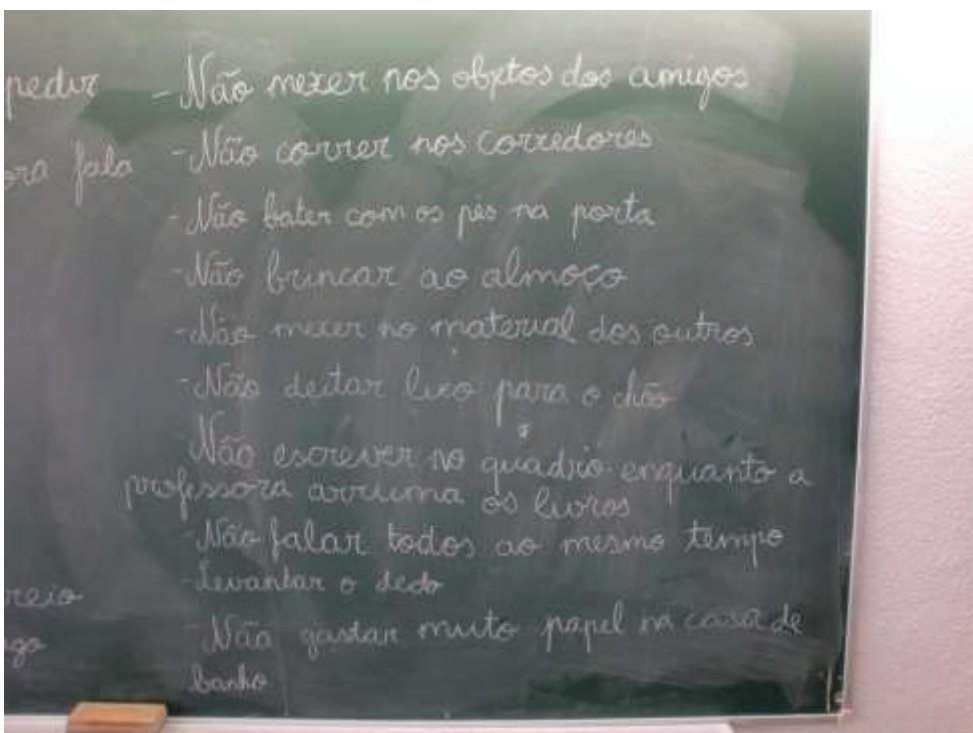 pedir - Não mexer nos objetos dos amigos
ora fala - Não correr nos corredores
- Não bater com os pés na porta
- Não brincar ao almoço
- Não mexer no material dos outros
- Não deitar lixo para o chão
Não escrever no quadro enquanto a
professora arruma os livros
- Não falar todos ao mesmo tempo
reio - levantar o dedo
igo - Não gastar muito papel na casa de
banho